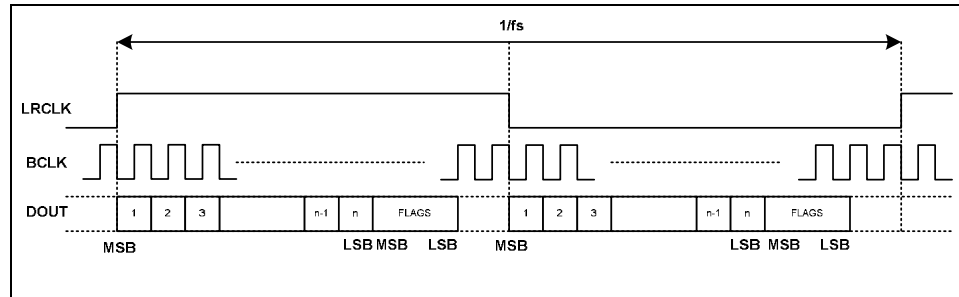 1/fs
LRCLK
BCLK
DOUT 1 2 3 n-1 n FLAGS 1 2 3 n-1 n FLAGS
MSB LSB MSB LSB MSB LSB MSB LSB